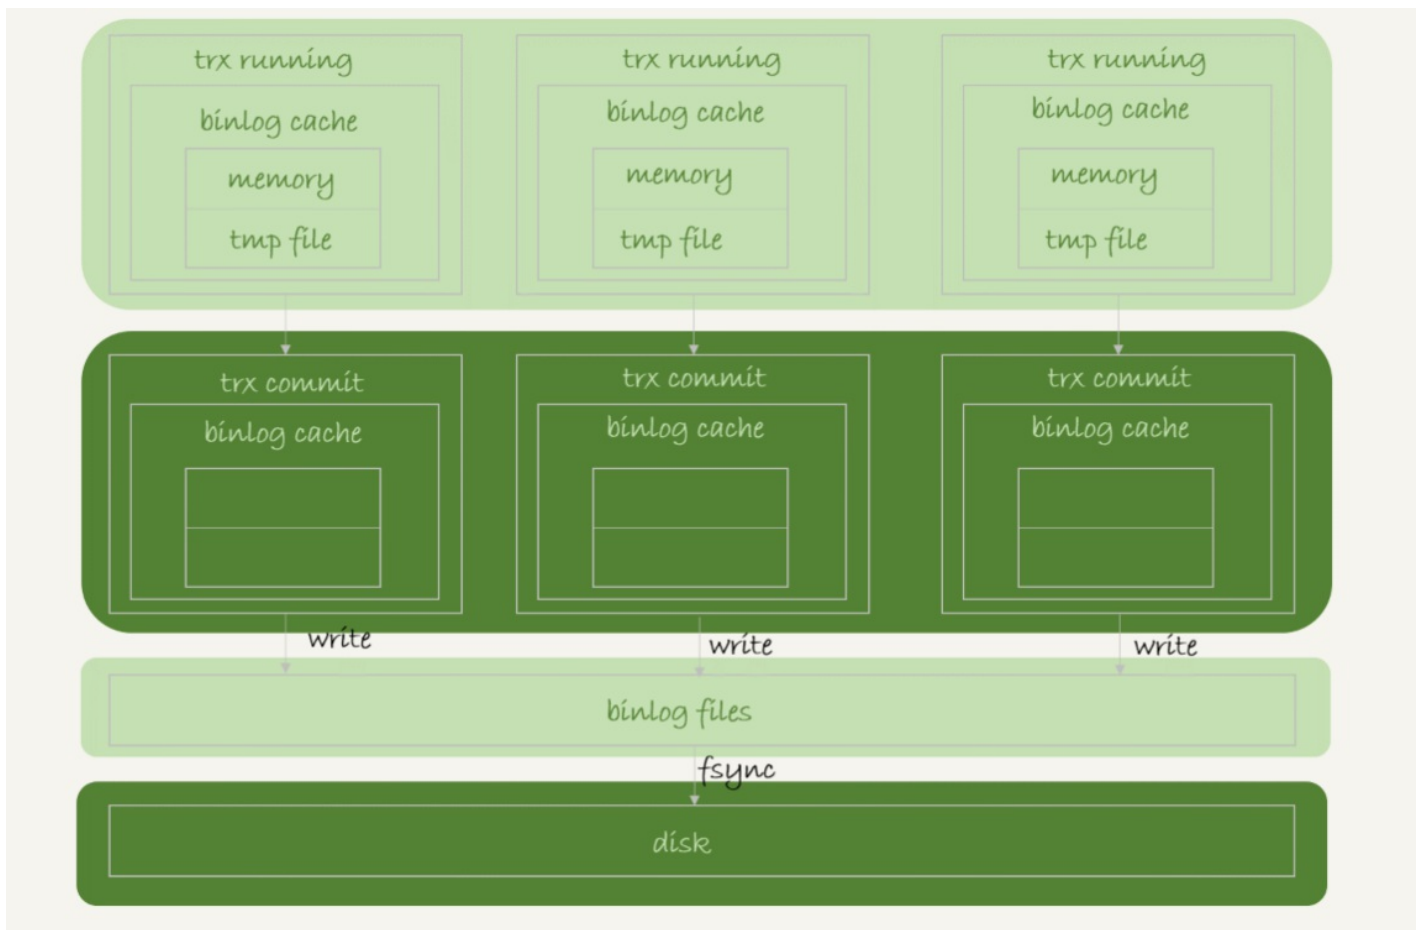 trx running
trx running
trx running
binlog cache
binlog cache
binlog cache
memory
memory
memory
tmp file
tmp file
tmp file
trx commit
trx commit
trx commit
binlog cache
binlog cache
binlog cache
write
write
write
binlog files
fsync
disk